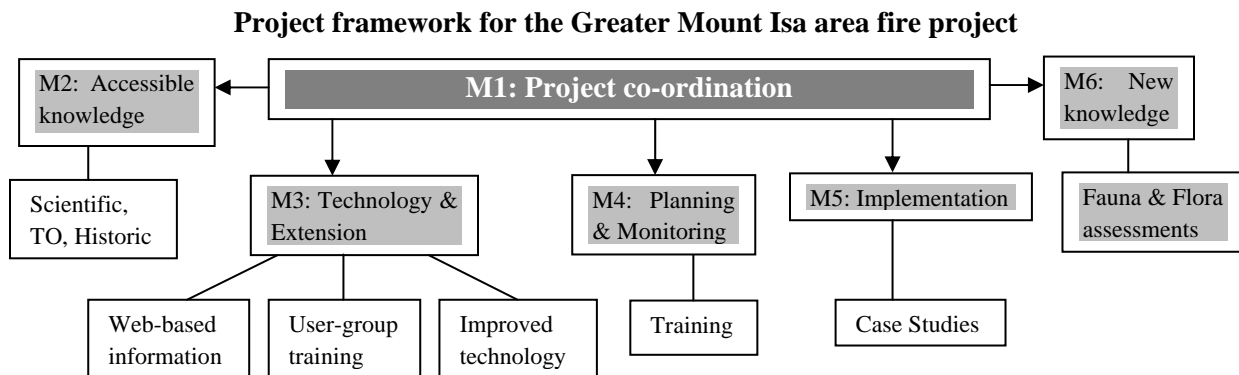 Project framework for the Greater Mount Isa area fire project
M2: Accessible
knowledge
M1: Project co-ordination
M6: New
knowledge
Scientific,
TO, Historic
M3: Technology &
Extension
M4: Planning
& Monitoring
M5: Implementation
Fauna & Flora
assessments
Web-based
information
User-group
training
Improved
technology
Training
Case Studies